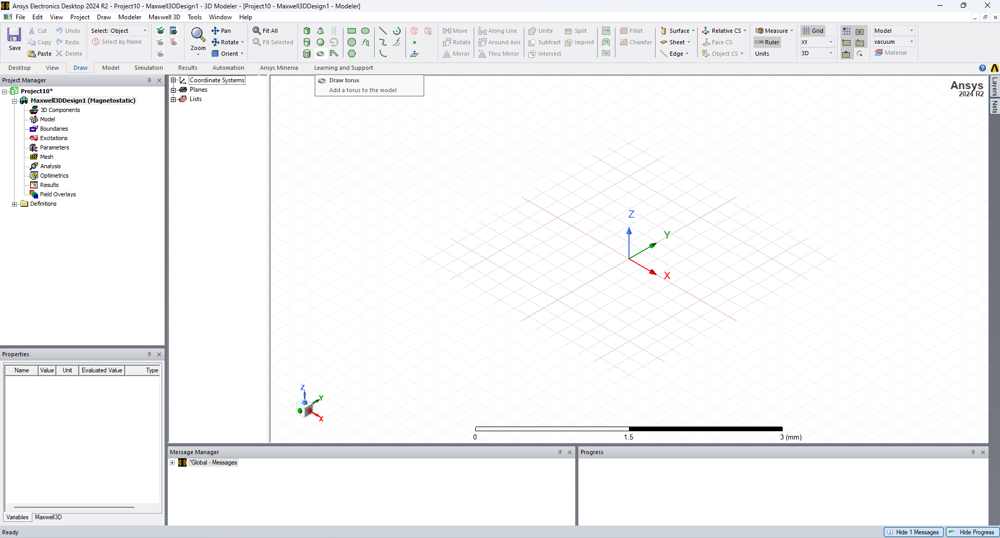 Ansys Electronics Desktop 2024 R2 - Project10 - Maxwell3DDesign1 - 3D Modeler - [Project10 - Maxwell3DDesign1 - Modeler]
File Edit View Project Draw Modeler Maxwell 3D Tools Window Help
Save
Cut Undo
Copy Redo
Paste Delete
Select: Object
Select by Name
Zoom
Pan
Rotate
Orient
Fit All
Fit Selected
Move Along Line Unite Split Fillet
Rotate Around Axis Subtract Imprint Chamfer
Mirror Thru Mirror Intersect
Surface Relative CS Measure Grid Model
Sheet Face CS Ruler XY vacuum
Edge Object CS Units 3D Material
Desktop View Draw Model Simulation Results Automation Ansys Minerva Learning and Support
Project Manager
Project10*
Maxwell3DDesign1 (Magnetostatic)
3D Components
Model
Boundaries
Excitations
Parameters
Mesh
Analysis
Optimetrics
Results
Field Overlays
Definitions
Coordinate Systems
Planes
Lists
Draw torus
Add a torus to the model
Ansys
2024 R2
Layers
Nets
Z
Y
X
Z
Y
X
0 1.5 3 (mm)
Properties
Name Value Unit Evaluated Value Type
Variables Maxwell3D
Message Manager
*Global - Messages
Progress
Ready
Hide 1 Messages Hide Progress